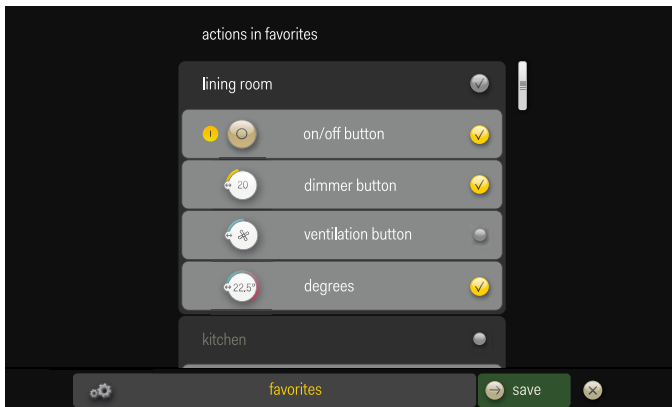 actions in favorites
lining room
on/off button
20 dimmer button
ventilation button
22,5° degrees
kitchen
favorites save